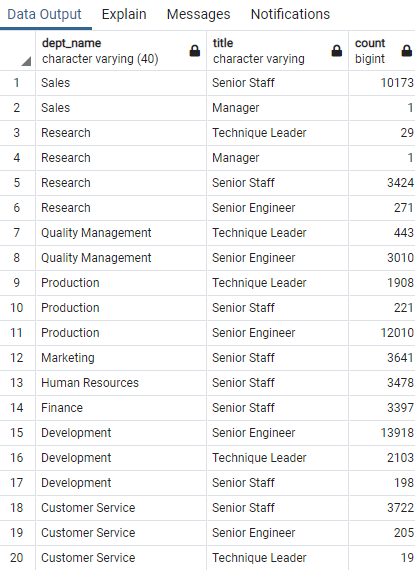 Data Output Explain Messages Notifications
dept_name title count
character varying (40) character varying bigint
1 Sales Senior Staff 10173
2 Sales Manager 1
3 Research Technique Leader 29
4 Research Manager 1
5 Research Senior Staff 3424
6 Research Senior Engineer 271
7 Quality Management Technique Leader 443
8 Quality Management Senior Engineer 3010
9 Production Technique Leader 1908
10 Production Senior Staff 221
11 Production Senior Engineer 12010
12 Marketing Senior Staff 3641
13 Human Resources Senior Staff 3478
14 Finance Senior Staff 3397
15 Development Senior Engineer 13918
16 Development Technique Leader 2103
17 Development Senior Staff 198
18 Customer Service Senior Staff 3722
19 Customer Service Senior Engineer 205
20 Customer Service Technique Leader 19